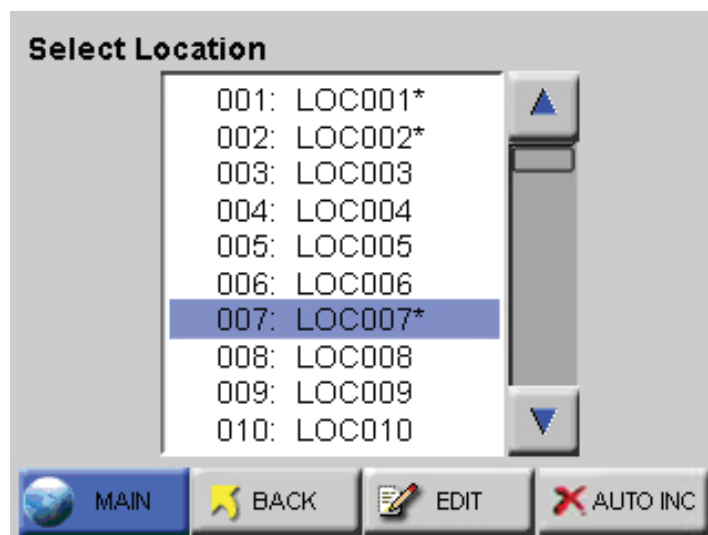 Select Location
001: LOC001*
002: LOC002*
003: LOC003
004: LOC004
005: LOC005
006: LOC006
007: LOC007*
008: LOC008
009: LOC009
010: LOC010
MAIN BACK EDIT AUTO INC